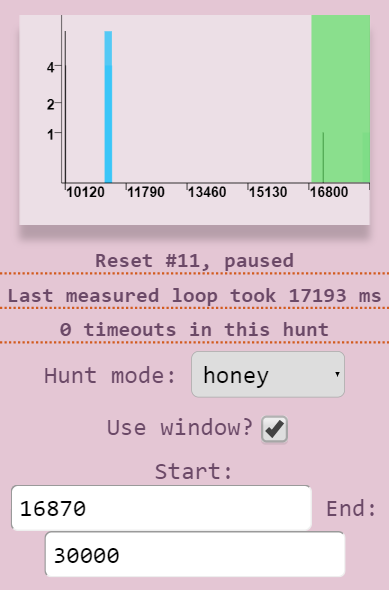 4
2
1
10120 11790 13460 15130 16800
Reset #11, paused
Last measured loop took 17193 ms
0 timeouts in this hunt
Hunt mode: honey
Use window?
Start:
16870 End:
30000